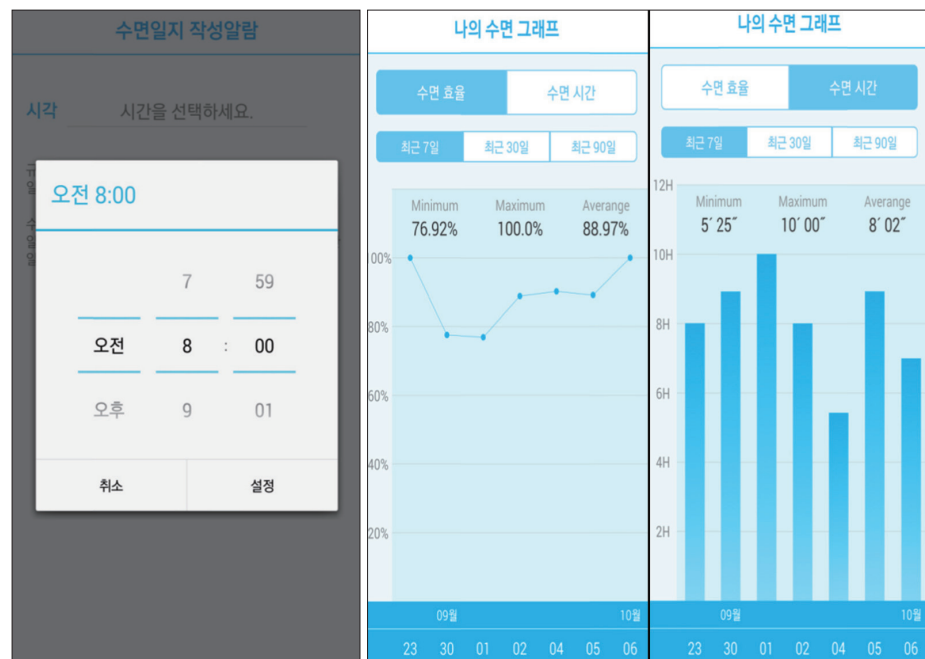 수면일지 작성알람
시각 시간을 선택하세요.
오전 8:00
7 59
오전 8 : 00
오후 9 01
취소 설정
나의 수면 그래프
수면 효율 수면 시간
최근 7일 최근 30일 최근 90일
Minimum Maximum Averange
76.92% 100.0% 88.97%
00%
80%
60%
40%
20%
09월 10월
23 30 01 02 04 05 06
나의 수면 그래프
수면 효율 수면 시간
최근 7일 최근 30일 최근 90일
12H
Minimum Maximum Averange
5′ 25″ 10′ 00″ 8′ 02″
10H
8H
6H
4H
2H
09월 10월
23 30 01 02 04 05 06